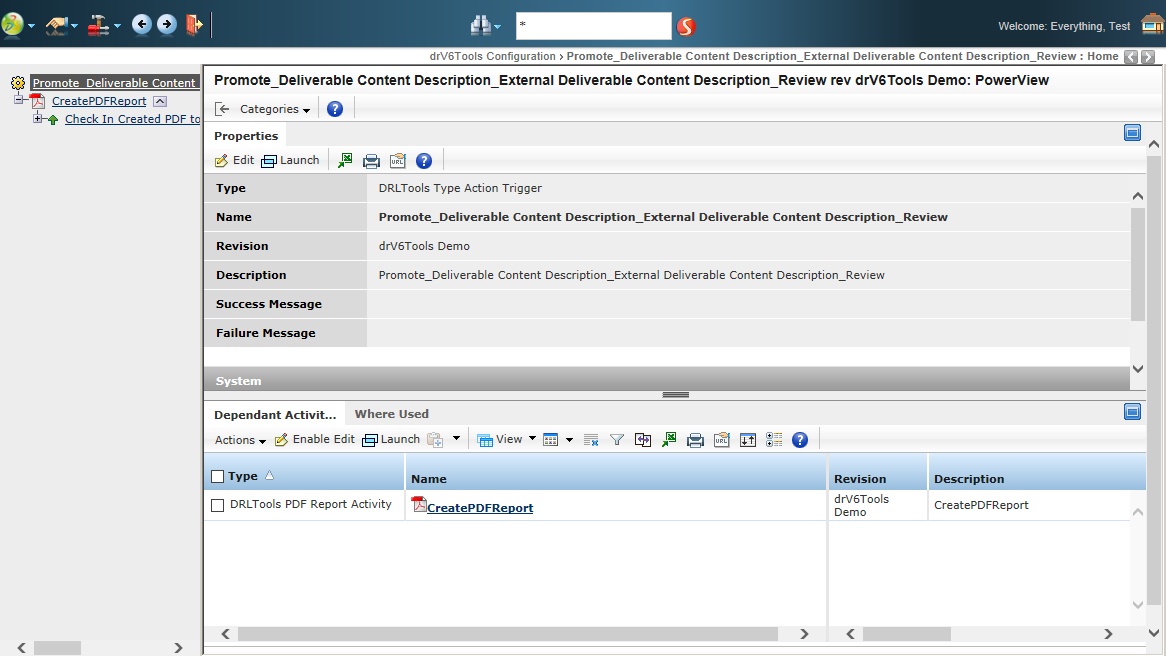 *
Welcome: Everything, Test
drV6Tools Configuration › Promote_Deliverable Content Description_External Deliverable Content Description_Review : Home
Promote_Deliverable Content
CreatePDFReport
Check In Created PDF to
Promote_Deliverable Content Description_External Deliverable Content Description_Review rev drV6Tools Demo: PowerView
Categories
Properties
Edit Launch
Type DRLTools Type Action Trigger
Name Promote_Deliverable Content Description_External Deliverable Content Description_Review
Revision drV6Tools Demo
Description Promote_Deliverable Content Description_External Deliverable Content Description_Review
Success Message
Failure Message
System
Dependant Activit... Where Used
Actions Enable Edit Launch View
Type Name Revision Description
DRLTools PDF Report Activity CreatePDFReport drV6Tools Demo CreatePDFReport